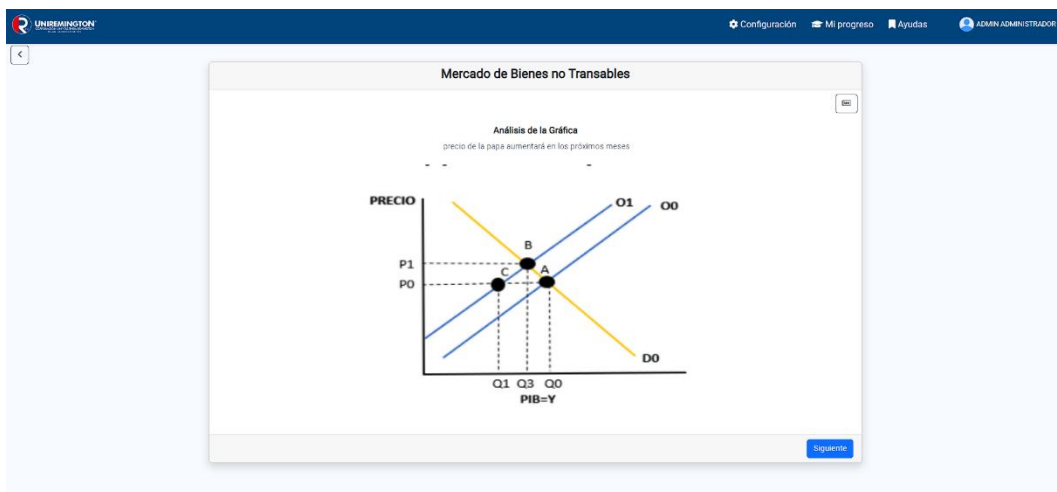 UNIREMINGTON
Configuración
Mi progreso
Ayudas
ADMIN ADMINISTRADOR
Mercado de Bienes no Transables
Análisis de la Gráfica
precio de la papa aumentará en los próximos meses
PRECIO
O1
O0
B
P1
C
A
P0
D0
Q1 Q3 Q0
PIB=Y
Siguiente